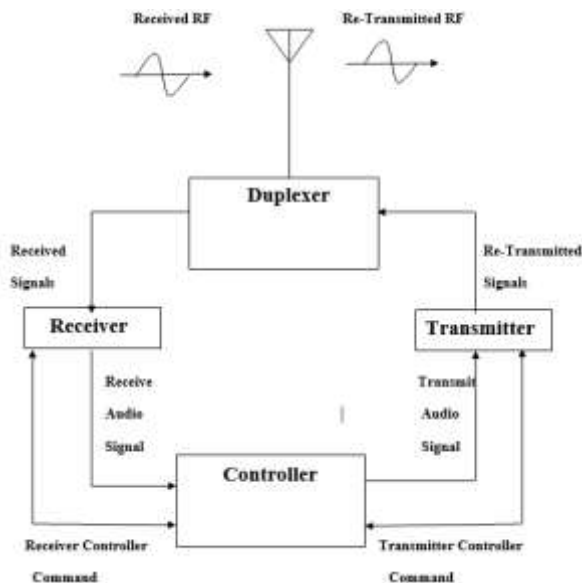 Received RF
Re-Transmitted RF
Duplexer
Received
Signals
Re-Transmitted
Signals
Receiver
Transmitter
Receive
Audio
Signal
Transmit
Audio
Signal
Controller
Receiver Controller
Command
Transmitter Controller
Command